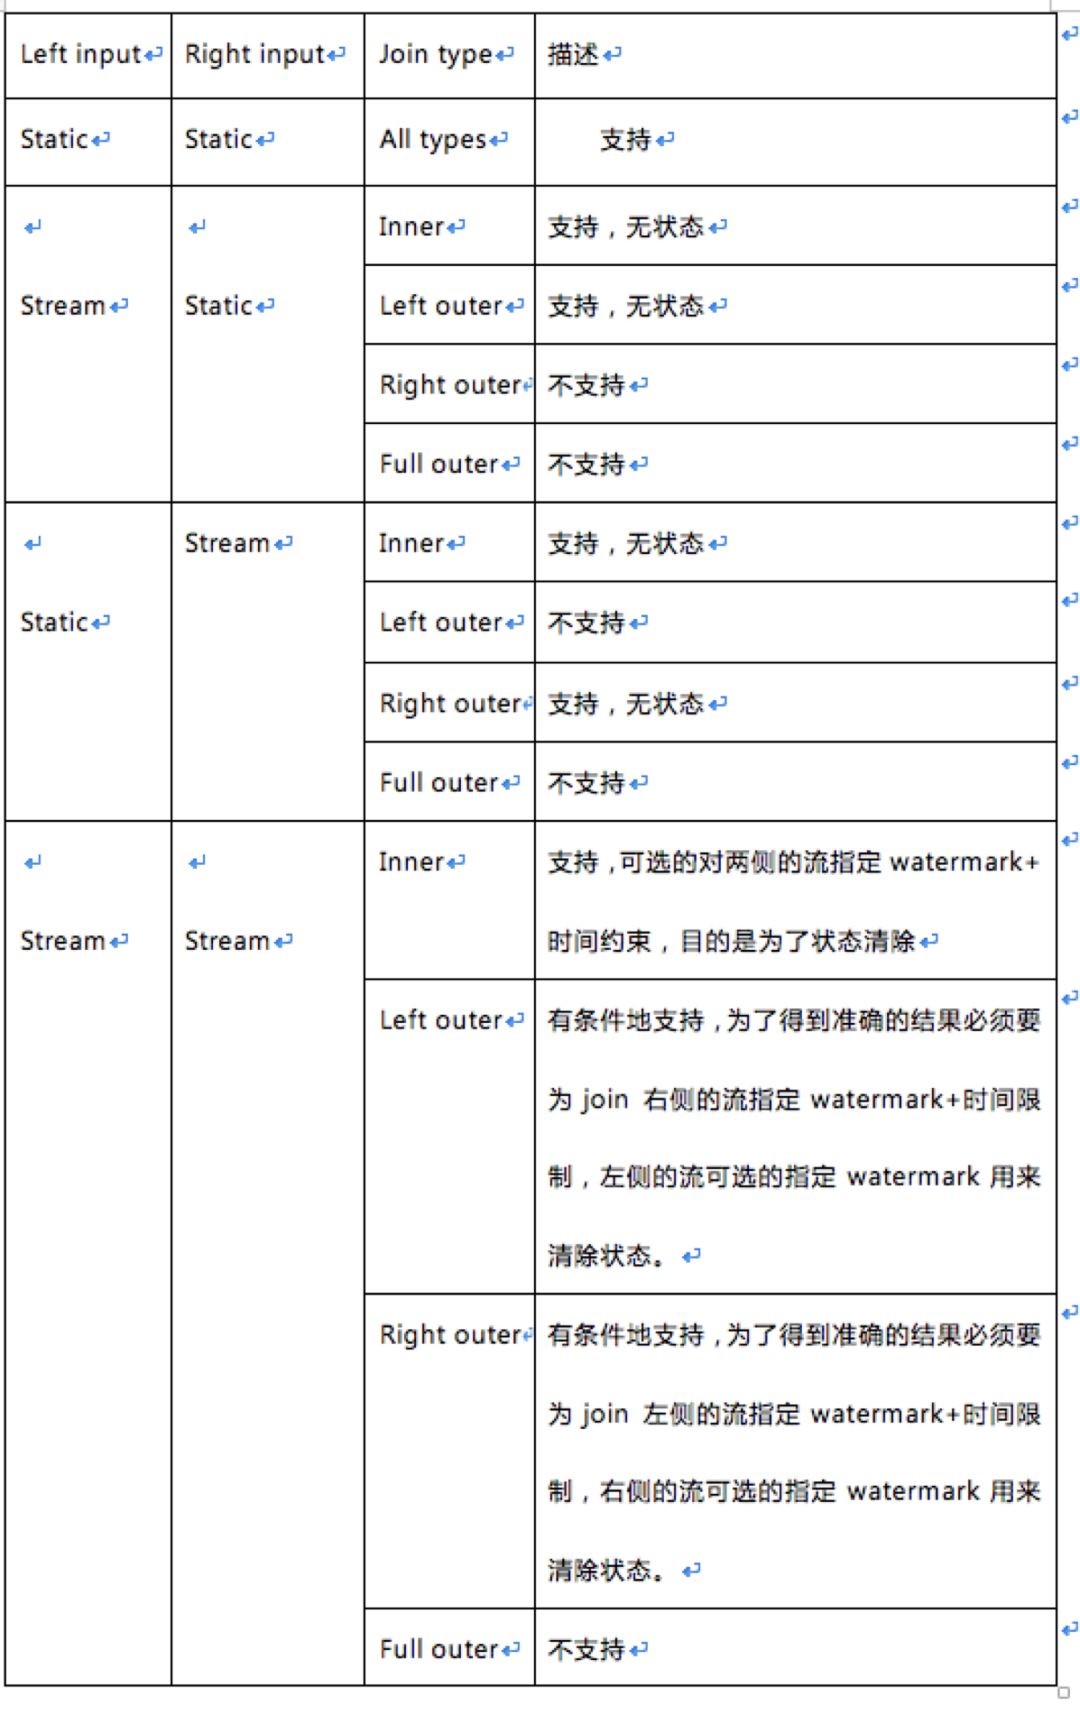 Left input Right input Join type 描述
Static Static All types 支持
Inner 支持，无状态
Stream Static Left outer 支持，无状态
Right outer 不支持
Full outer 不支持
Stream Inner 支持，无状态
Static Left outer 不支持
Right outer 支持，无状态
Full outer 不支持
Inner 支持，可选的对两侧的流指定 watermark+
Stream Stream 时间约束，目的是为了状态清除
Left outer 有条件地支持，为了得到准确的结果必须要
为 join 右侧的流指定 watermark+时间限
制，左侧的流可选的指定 watermark 用来
清除状态。
Right outer 有条件地支持，为了得到准确的结果必须要
为 join 左侧的流指定 watermark+时间限
制，右侧的流可选的指定 watermark 用来
清除状态。
Full outer 不支持